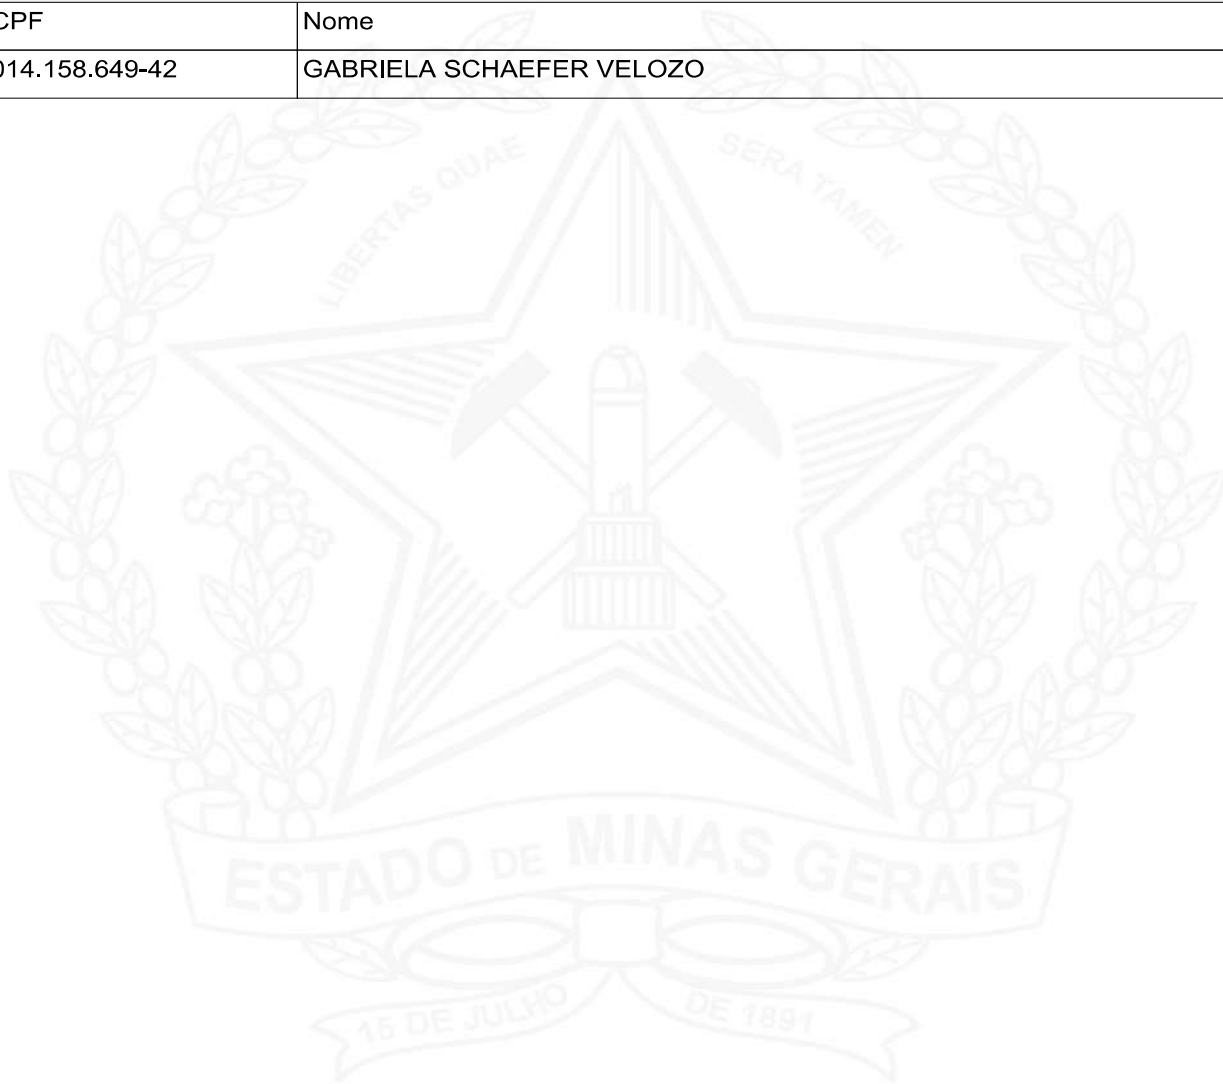 CPF Nome
014.158.649-42 GABRIELA SCHAEFER VELOZO
LIBERTAS QUAE SERA TAMEN
ESTADO DE MINAS GERAIS
15 DE JULHO DE 1891